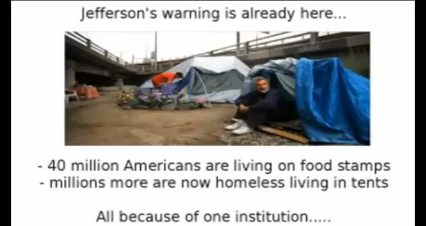 Jefferson's warning is already here...
- 40 million Americans are living on food stamps
- millions more are now homeless living in tents
All because of one institution.....